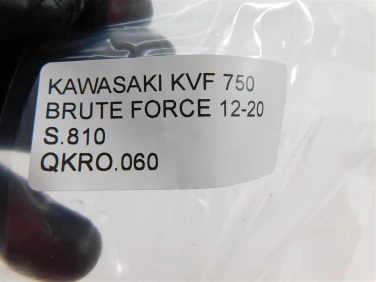 KAWASAKI KVF 750
BRUTE FORCE 12-20
S.810
QKRO.060